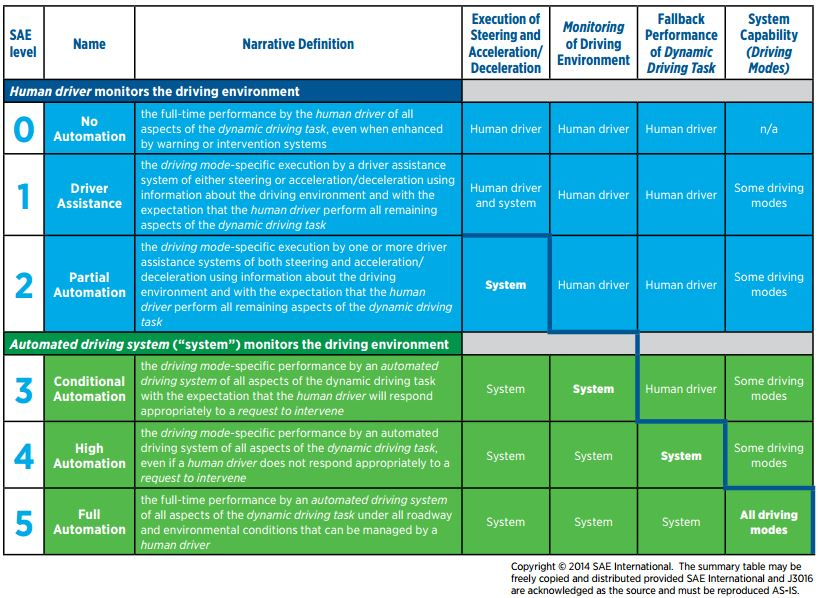 SAE level
Name
Narrative Definition
Execution of Steering and Acceleration/ Deceleration
Monitoring of Driving Environment
Fallback Performance of Dynamic Driving Task
System Capability (Driving Modes)
Human driver monitors the driving environment
0
No Automation
the full-time performance by the human driver of all
aspects of the dynamic driving task, even when enhanced
by warning or intervention systems
Human driver
Human driver
Human driver
n/a
1
Driver Assistance
the driving mode-specific execution by a driver assistance
system of either steering or acceleration/deceleration using
information about the driving environment and with the
expectation that the human driver perform all remaining
aspects of the dynamic driving task
Human driver and system
Human driver
Human driver
Some driving modes
2
Partial Automation
the driving mode-specific execution by one or more driver
assistance systems of both steering and acceleration/
deceleration using information about the driving
environment and with the expectation that the human
driver perform all remaining aspects of the dynamic driving
task
System
Human driver
Human driver
Some driving modes
Automated driving system (“system”) monitors the driving environment
3
Conditional Automation
the driving mode-specific performance by an automated
driving system of all aspects of the dynamic driving task
with the expectation that the human driver will respond
appropriately to a request to intervene
System
System
Human driver
Some driving modes
4
High Automation
the driving mode-specific performance by an automated
driving system of all aspects of the dynamic driving task,
even if a human driver does not respond appropriately to a
request to intervene
System
System
System
Some driving modes
5
Full Automation
the full-time performance by an automated driving system
of all aspects of the dynamic driving task under all roadway
and environmental conditions that can be managed by a
human driver
System
System
System
All driving modes
Copyright © 2014 SAE International. The summary table may be
freely copied and distributed provided SAE International and J3016
are acknowledged as the source and must be reproduced AS-IS.